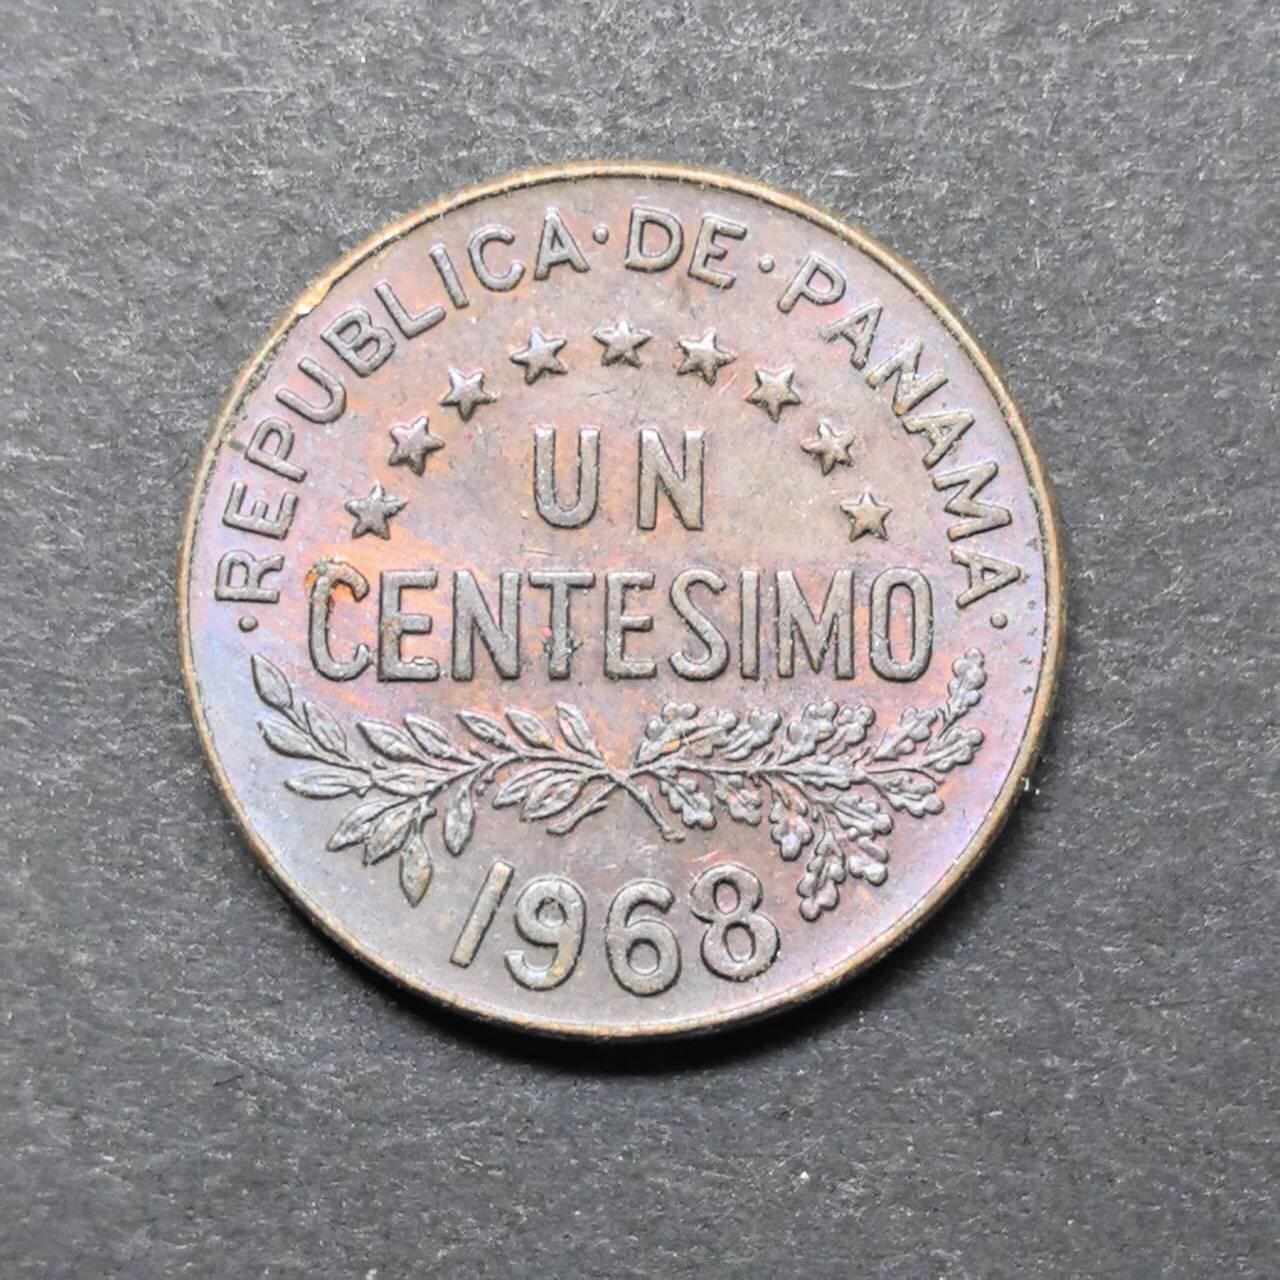 ·REPUBLICA·DE·PANAMA·
UN
CENTESIMO
1968